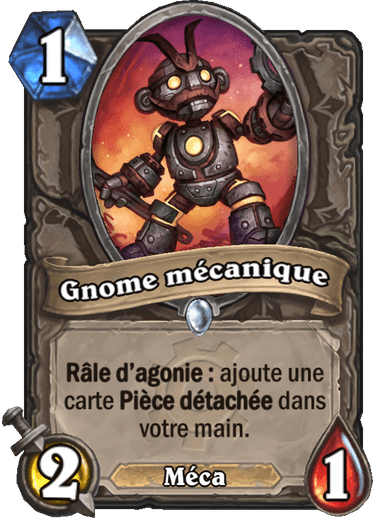 1
Gnome mécanique
Râle d'agonie : ajoute une
carte Pièce détachée dans
votre main.
2
Méca
1